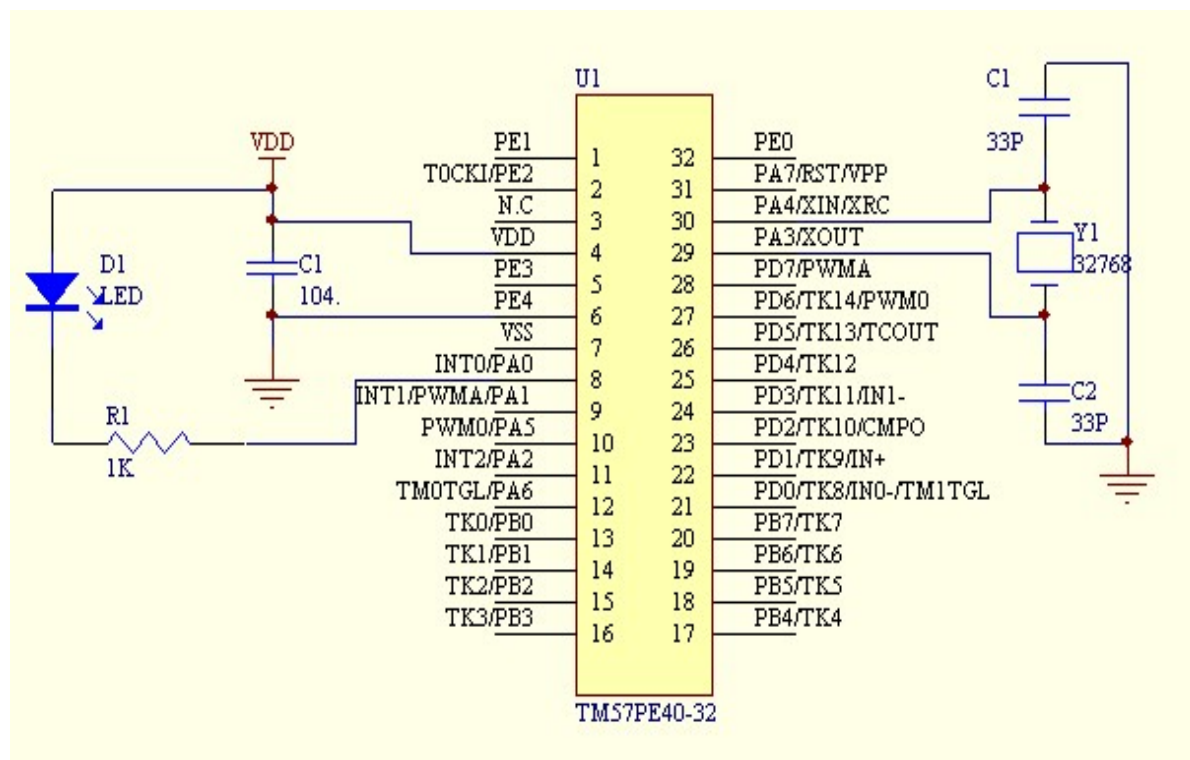 U1
C1
33P
VDD
PE1 1 32 PE0
T0CKI/PE2 2 31 PA7/RST/VPP
N.C 3 30 PA4/XIN/XRC
VDD 4 29 PA3/XOUT
PE3 5 28 PD7/PWMA
PE4 6 27 PD6/TK14/PWM0
VSS 7 26 PD5/TK13/TCOUT
INT0/PA0 8 25 PD4/TK12
INT1/PWMA/PA1 9 24 PD3/TK11/IN1-
PWM0/PA5 10 23 PD2/TK10/CMPO
INT2/PA2 11 22 PD1/TK9/IN+
TM0TGL/PA6 12 21 PD0/TK8/IN0-/TM1TGL
TK0/PB0 13 20 PB7/TK7
TK1/PB1 14 19 PB6/TK6
TK2/PB2 15 18 PB5/TK5
TK3/PB3 16 17 PB4/TK4
Y1
32768
D1
LED
C1
104.
C2
33P
R1
1K
TM57PE40-32